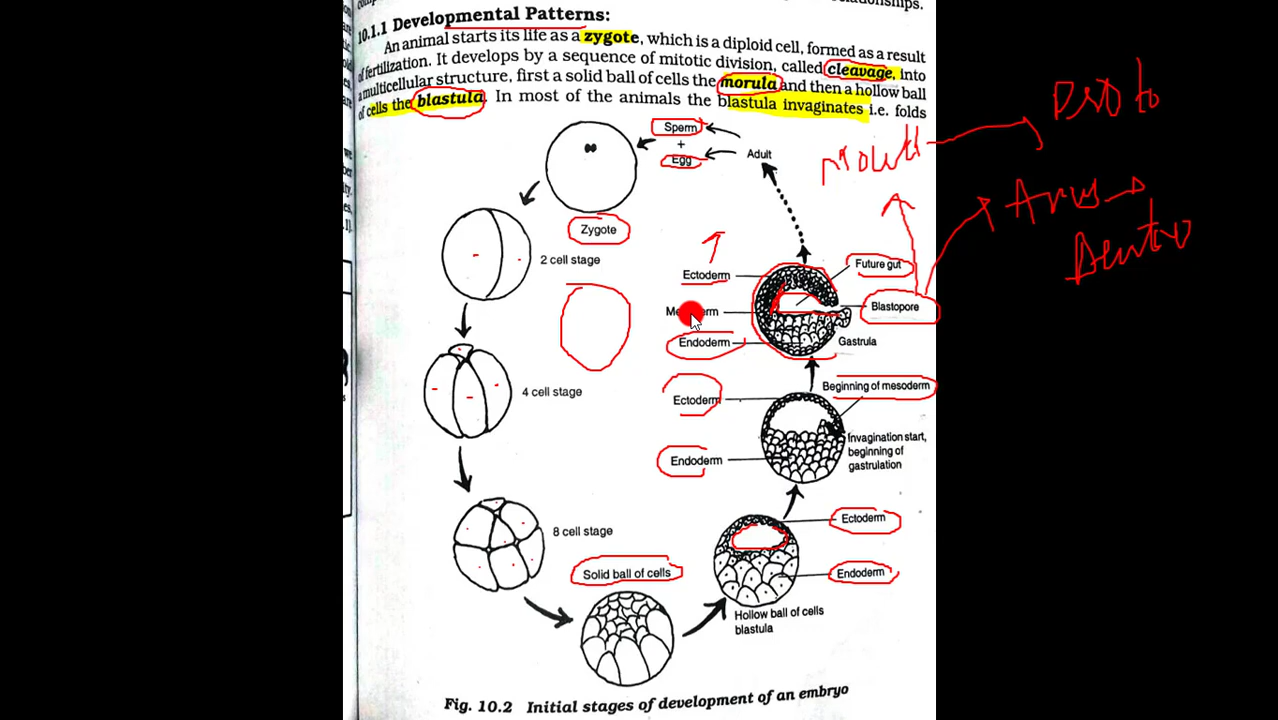 10.1.1 Developmental Patterns:
An animal starts its life as a zygote, which is a diploid cell, formed as a result
of fertilization. It develops by a sequence of mitotic division, called cleavage, into
a multicellular structure, first a solid ball of cells the morula and then a hollow ball
of cells the blastula. In most of the animals the blastula invaginates i.e. folds
Sperm
+
Egg
Adult
Zygote
2 cell stage
4 cell stage
8 cell stage
Solid ball of cells
Hollow ball of cells
blastula
Ectoderm
Endoderm
Invagination start,
beginning of
gastrulation
Beginning of mesoderm
Ectoderm
Endoderm
Gastrula
Blastopore
Future gut
Ectoderm
Endoderm
Mouth
Proto
Fig. 10.2 Initial stages of development of an embryo